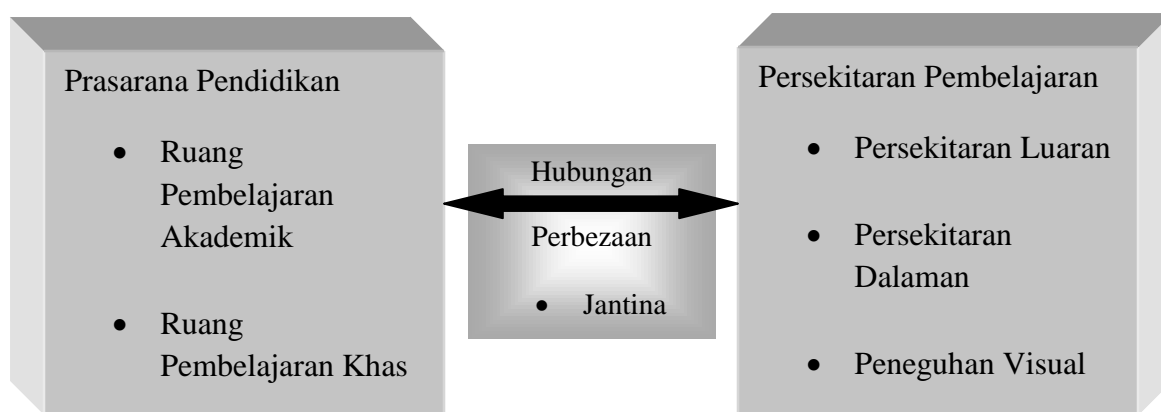 Prasarana Pendidikan
• Ruang
Pembelajaran
Akademik
• Ruang
Pembelajaran Khas
Hubungan
Perbezaan
• Jantina
Persekitaran Pembelajaran
• Persekitaran Luaran
• Persekitaran
Dalaman
• Peneguhan Visual